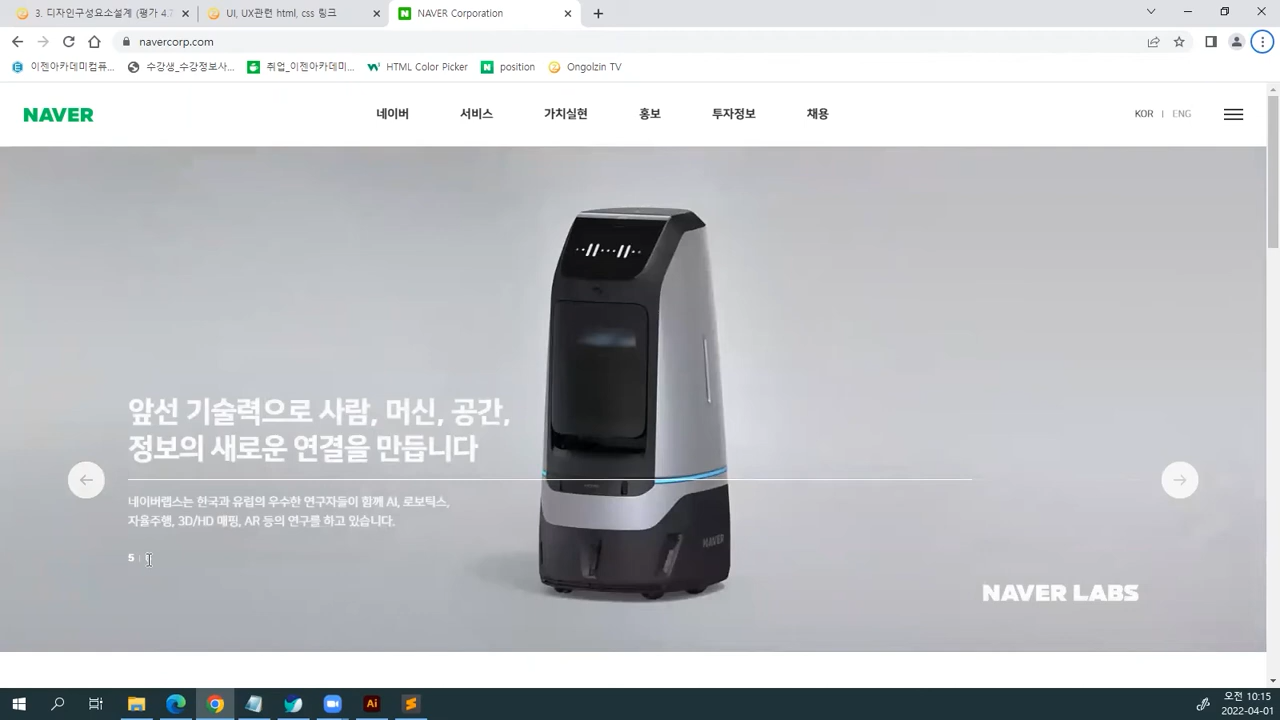 3. 디자인구성요소설계 (평가 4.7
UI, UX관련 html, css 링크
NAVER Corporation
navercorp.com
이젠아카데미컴퓨...
수강생_수강정보사...
취업_이젠아카데미...
HTML Color Picker
position
Ongolzin TV
NAVER
네이버
서비스
가치실현
홍보
투자정보
채용
KOR | ENG
앞선 기술력으로 사람, 머신, 공간,
정보의 새로운 연결을 만듭니다
네이버랩스는 한국과 유럽의 우수한 연구자들이 함께 AI, 로보틱스,
자율주행, 3D/HD 매핑, AR 등의 연구를 하고 있습니다.
5
NAVER
NAVER LABS
Ai
오전 10:15
2022-04-01